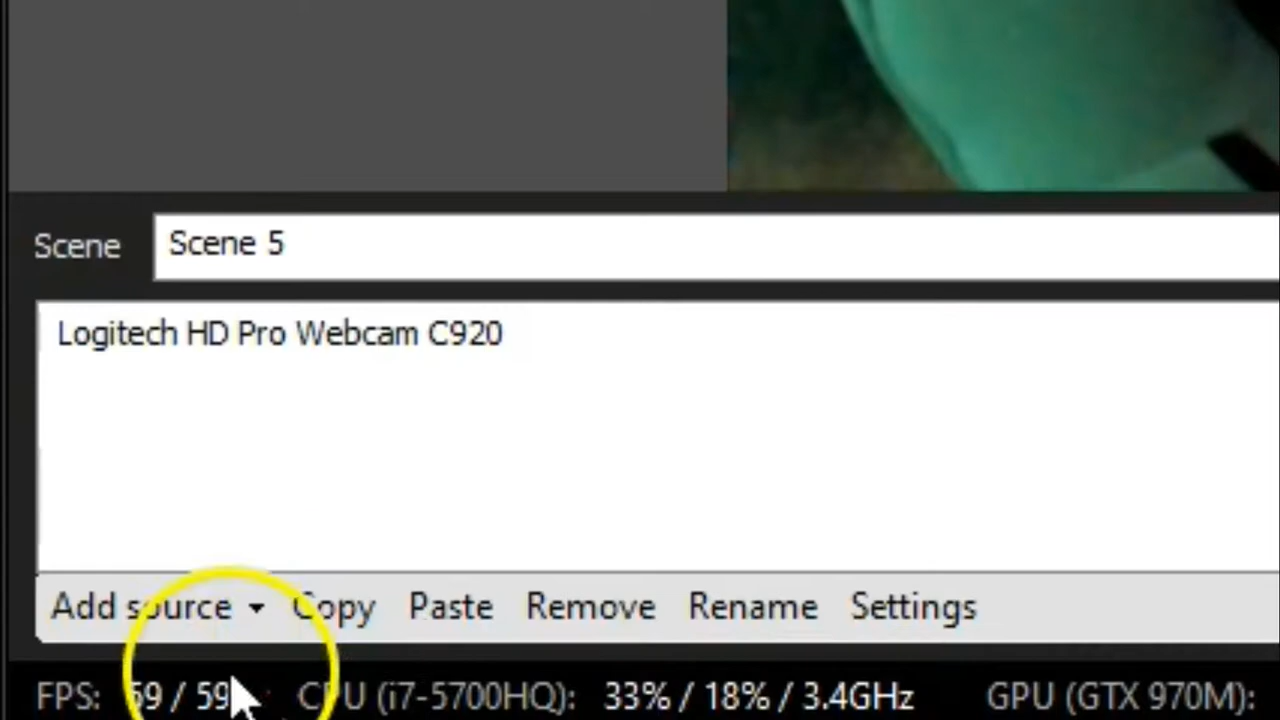 Scene Scene 5
Logitech HD Pro Webcam C920
Add source Copy Paste Remove Rename Settings
FPS: 59 / 59 CPU (i7-5700HQ): 33% / 18% / 3.4GHz GPU (GTX 970M):